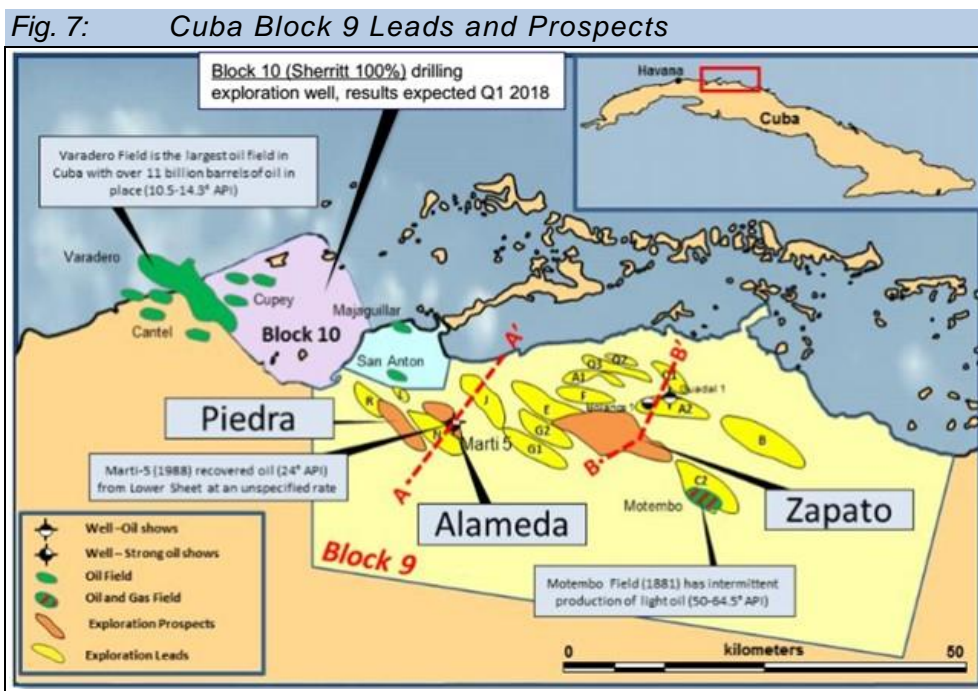 Fig. 7: Cuba Block 9 Leads and Prospects
Block 10 (Sherritt 100%) drilling
exploration well, results expected Q1 2018
Havana
Cuba
Varadero Field is the largest oil field in
Cuba with over 11 billion barrels of oil in
place (10.5-14.3° API)
Varadero
Cupey
Majaguillar
Cantel
Block 10
San Anton
A'
B'
Q3
Q2
A1
F
Guadal 1
A2
R
J
E
G2
G1
B
N
Piedra
Marti 5
Marti-5 (1988) recovered oil (24° API)
from Lower Sheet at an unspecified rate
A
B
C2
Motembo
Alameda
Zapato
Block 9
Motembo Field (1881) has intermittent
production of light oil (50-64.5° API)
Well -Oil shows
Well – Strong oil shows
Oil Field
Oil and Gas Field
Exploration Prospects
Exploration Leads
0 kilometers 50